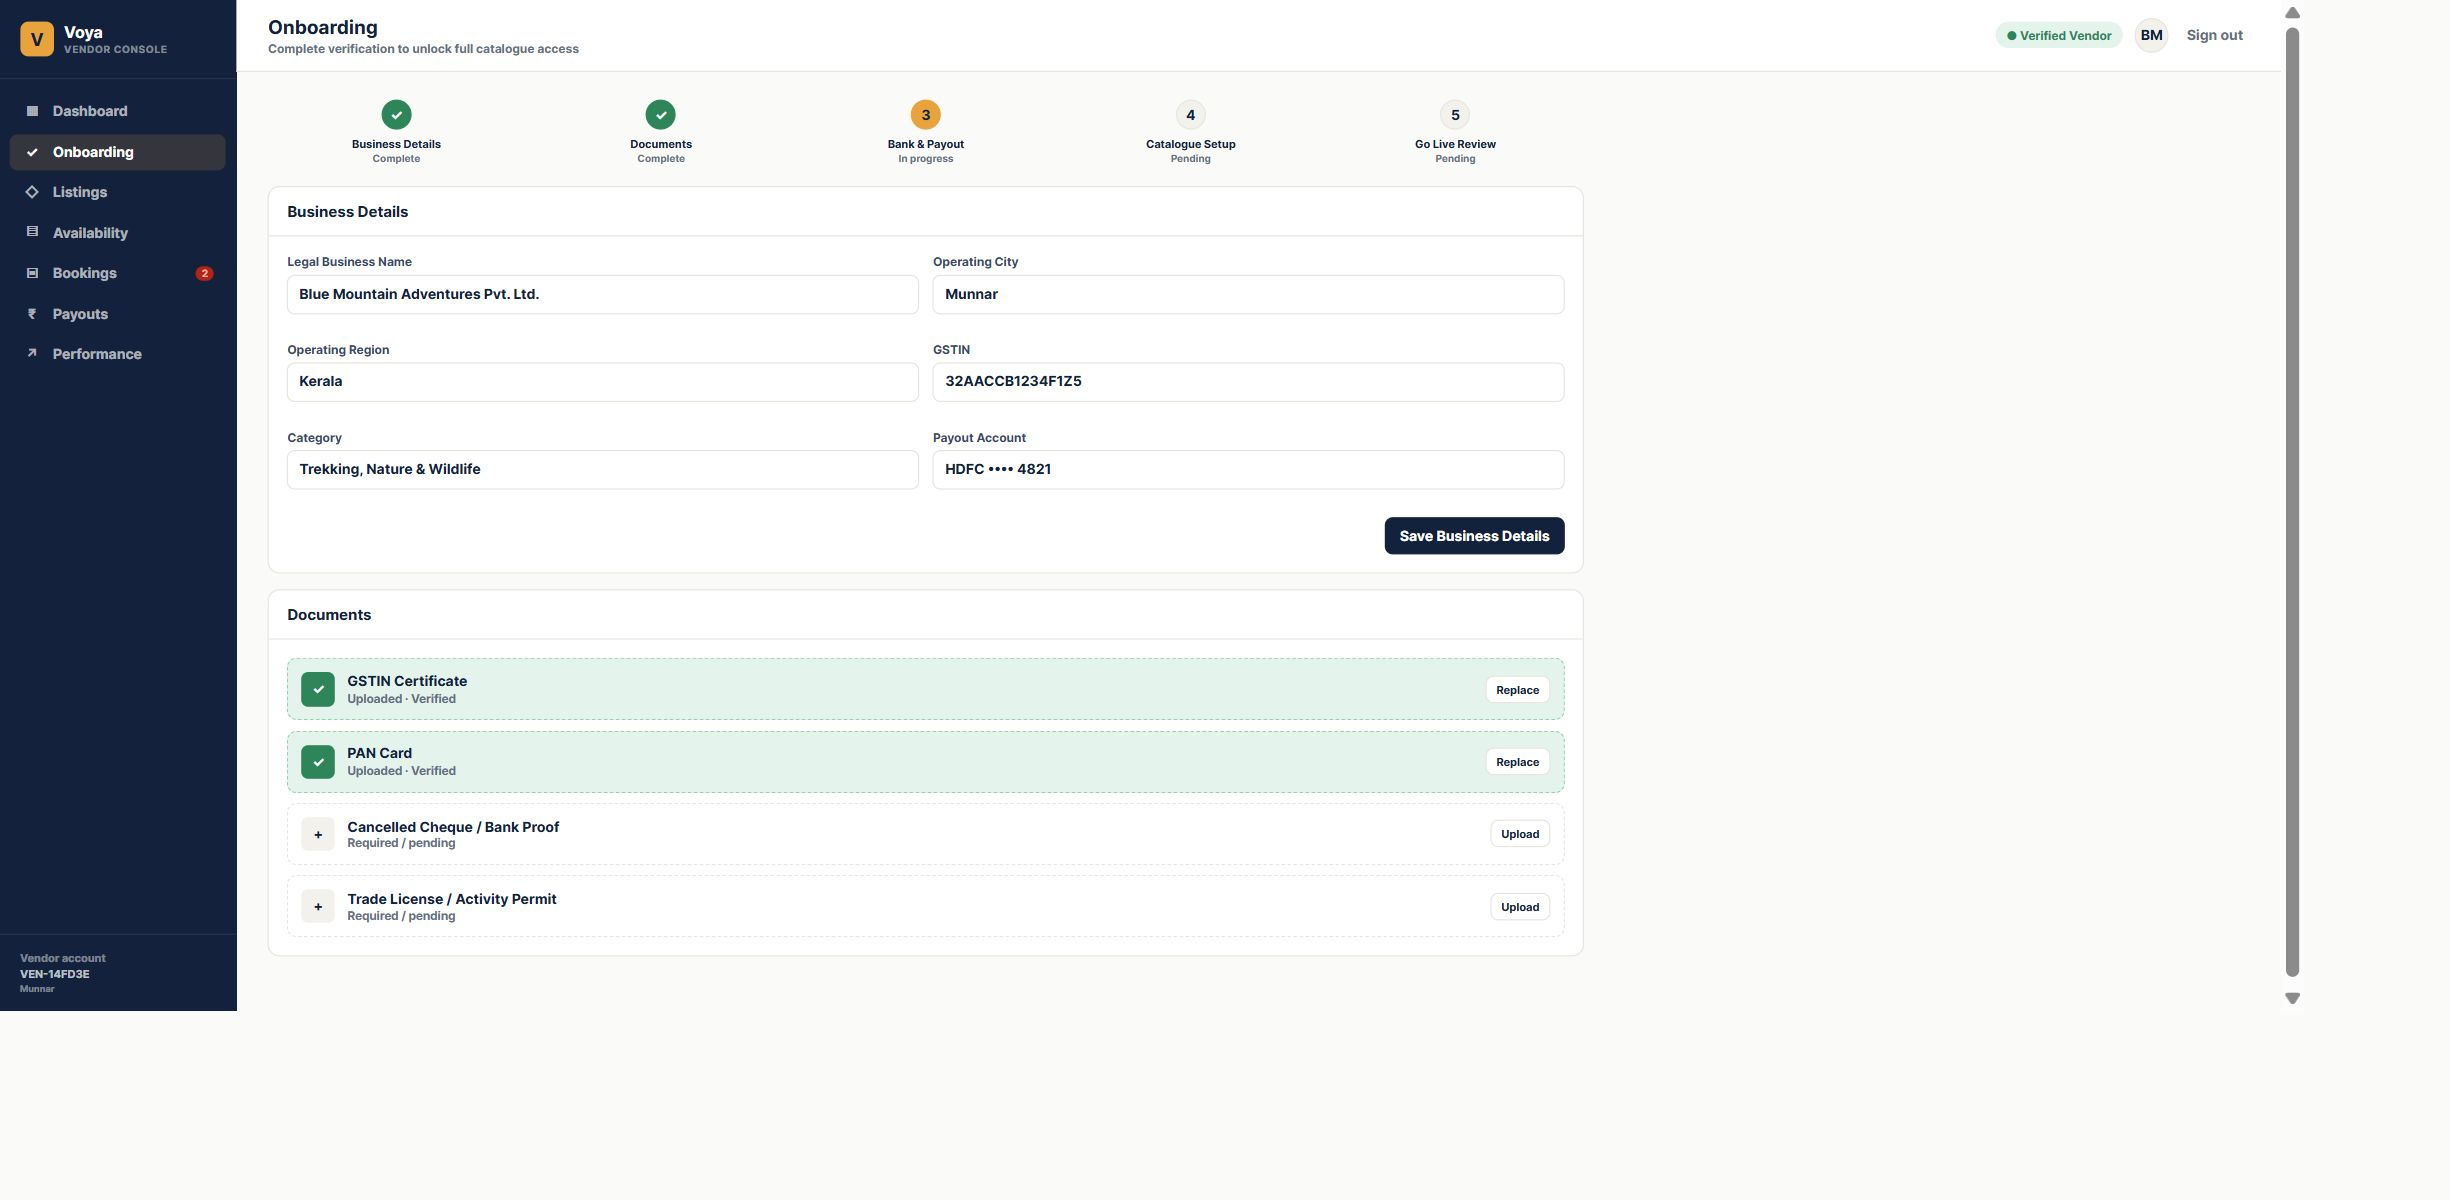 V
Voya
VENDOR CONSOLE
Dashboard
Onboarding
Listings
Availability
Bookings
2
₹
Payouts
Performance
Vendor account
VEN-14FD3E
Munnar
Onboarding
Complete verification to unlock full catalogue access
Verified Vendor
BM
Sign out
Business Details
Complete
Documents
Complete
3
Bank & Payout
In progress
4
Catalogue Setup
Pending
5
Go Live Review
Pending
Business Details
Legal Business Name
Blue Mountain Adventures Pvt. Ltd.
Operating City
Munnar
Operating Region
Kerala
GSTIN
32AACCB1234F1Z5
Category
Trekking, Nature & Wildlife
Payout Account
HDFC •••• 4821
Save Business Details
Documents
GSTIN Certificate
Uploaded · Verified
Replace
PAN Card
Uploaded · Verified
Replace
+
Cancelled Cheque / Bank Proof
Required / pending
Upload
+
Trade License / Activity Permit
Required / pending
Upload